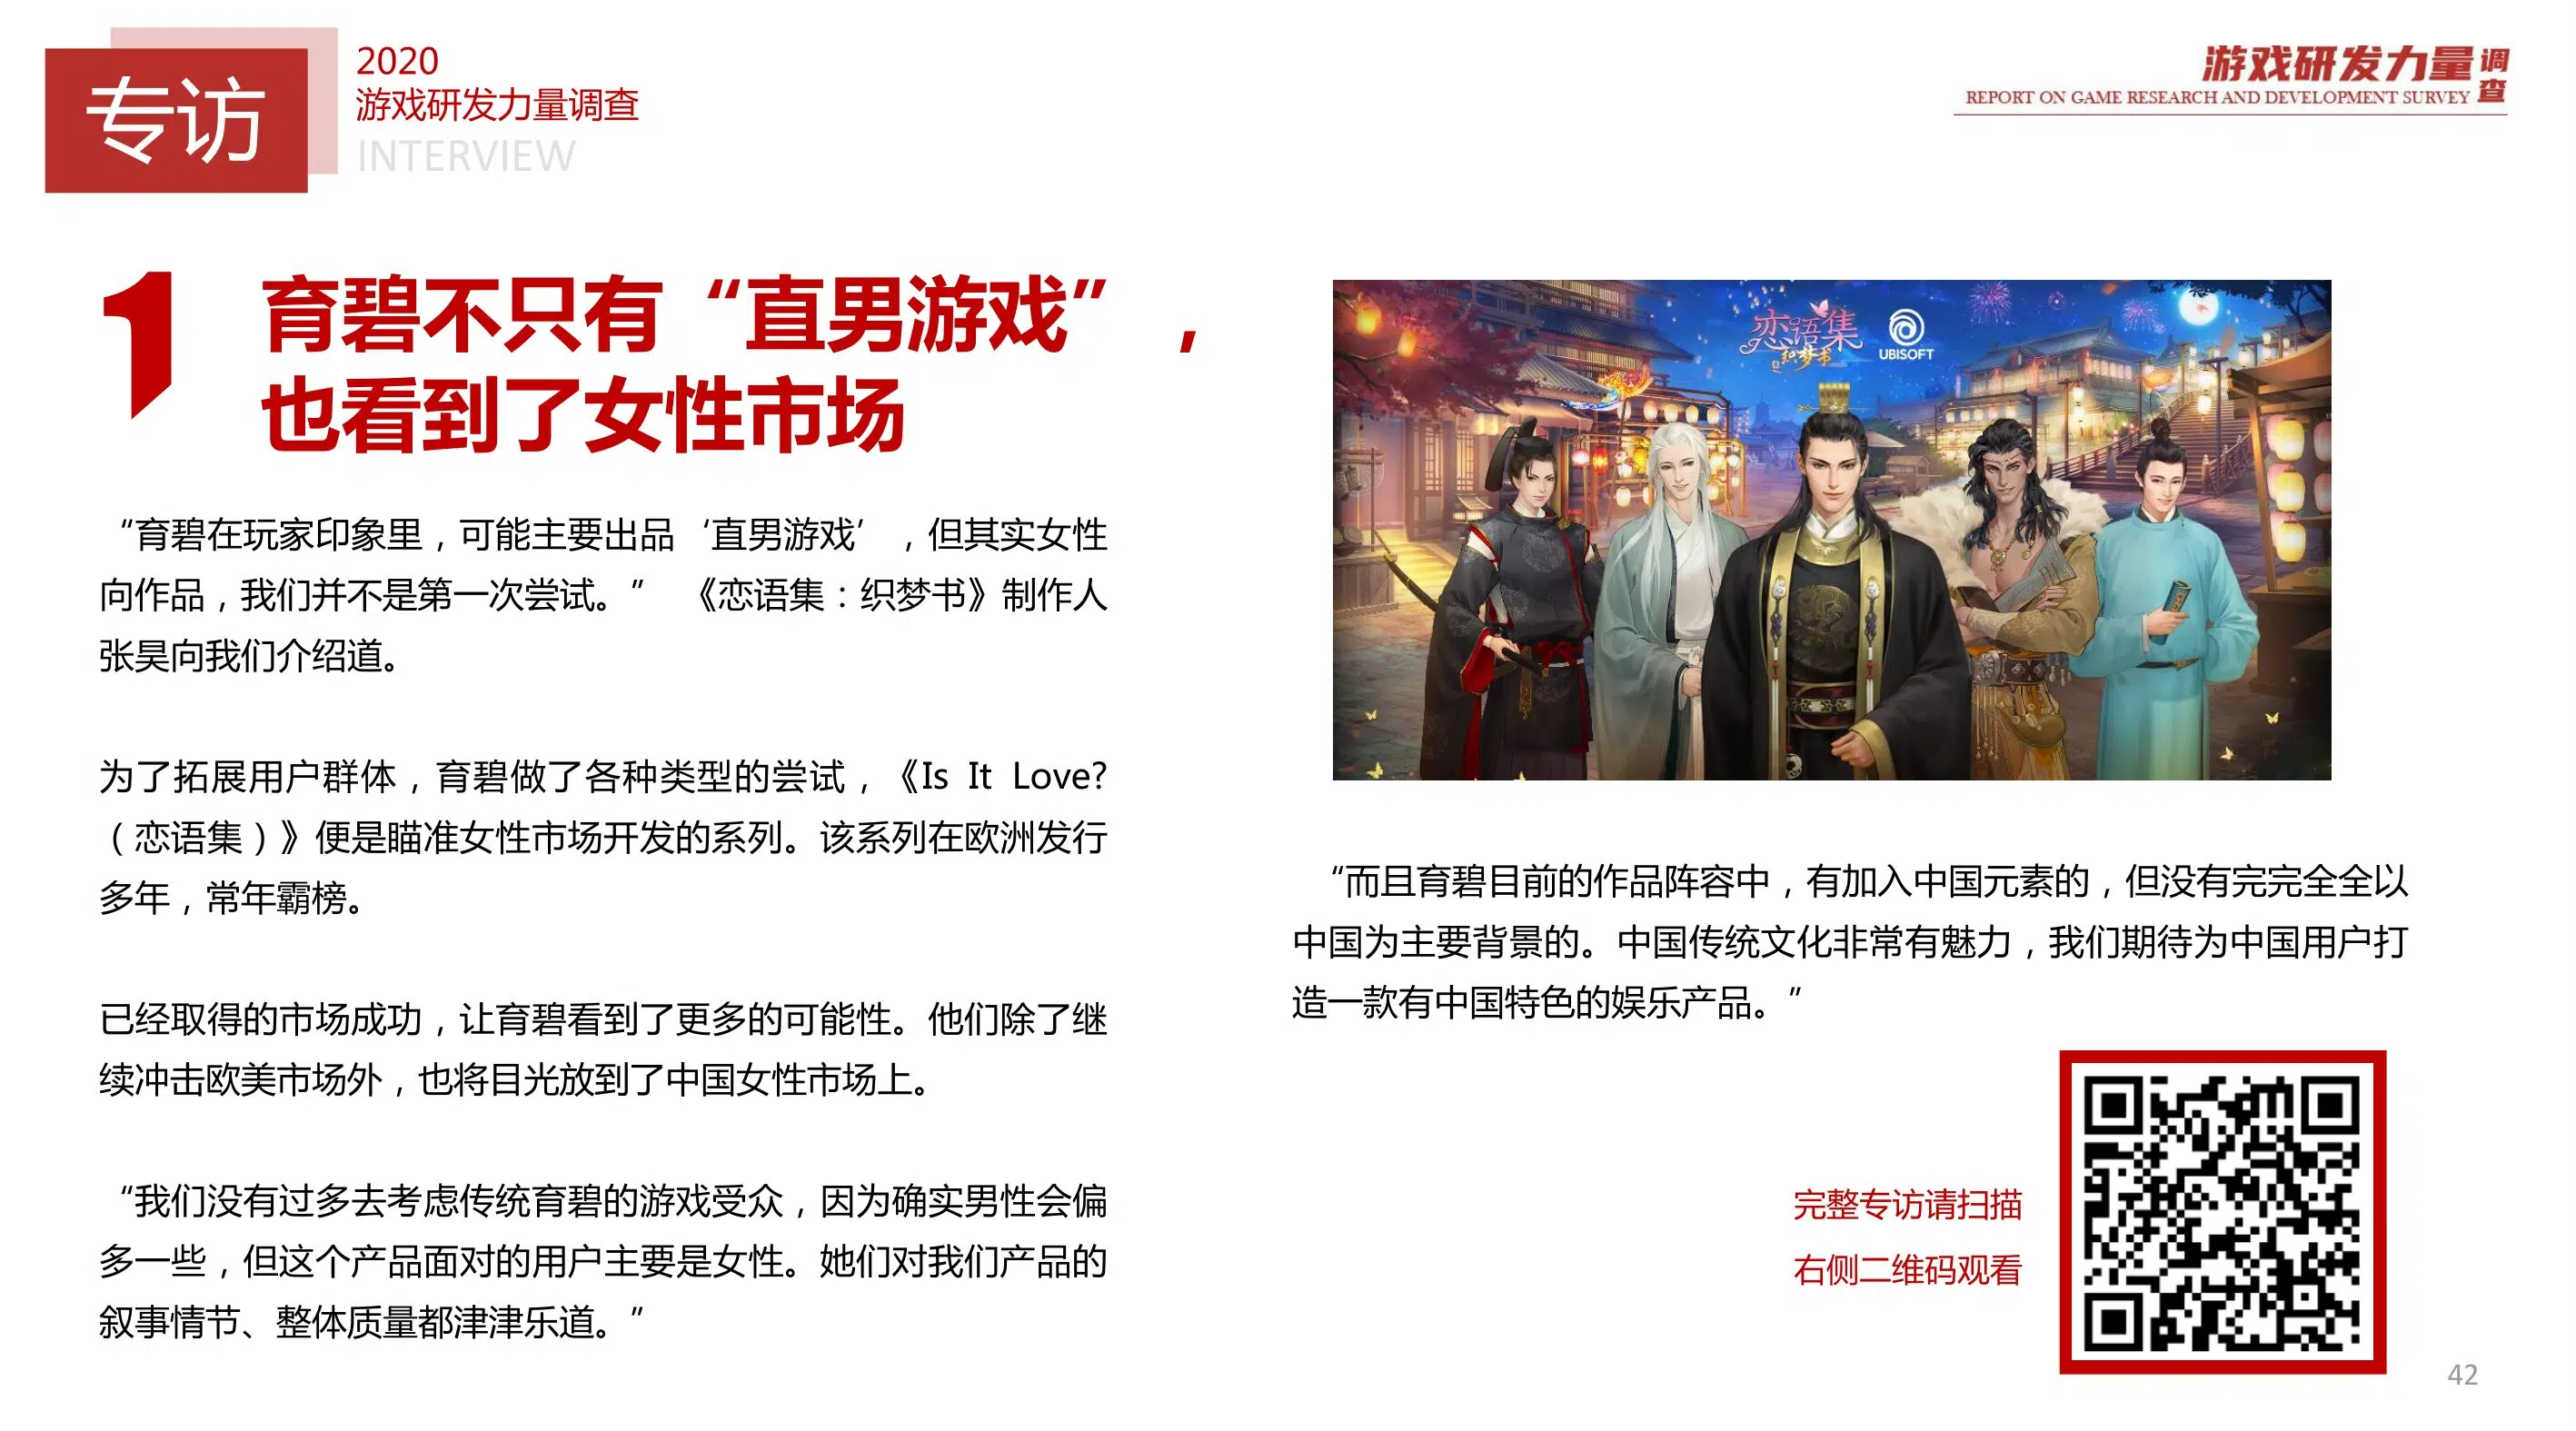 专访
2020
游戏研发力量调查
INTERVIEW
游戏研发力量调查
REPORT ON GAME RESEARCH AND DEVELOPMENT SURVEY
1
育碧不只有“直男游戏”，
也看到了女性市场
“育碧在玩家印象里，可能主要出品‘直男游戏’，但其实女性
向作品，我们并不是第一次尝试。” 《恋语集：织梦书》制作人
张昊向我们介绍道。
为了拓展用户群体，育碧做了各种类型的尝试，《Is It Love?
（恋语集）》便是瞄准女性市场开发的系列。该系列在欧洲发行
多年，常年霸榜。
已经取得的市场成功，让育碧看到了更多的可能性。他们除了继
续冲击欧美市场外，也将目光放到了中国女性市场上。
“我们没有过多去考虑传统育碧的游戏受众，因为确实男性会偏
多一些，但这个产品面对的用户主要是女性。她们对我们产品的
叙事情节、整体质量都津津乐道。”
恋语集
织梦书
UBISOFT
“而且育碧目前的作品阵容中，有加入中国元素的，但没有完完全全以
中国为主要背景的。中国传统文化非常有魅力，我们期待为中国用户打
造一款有中国特色的娱乐产品。”
完整专访请扫描
右侧二维码观看
42